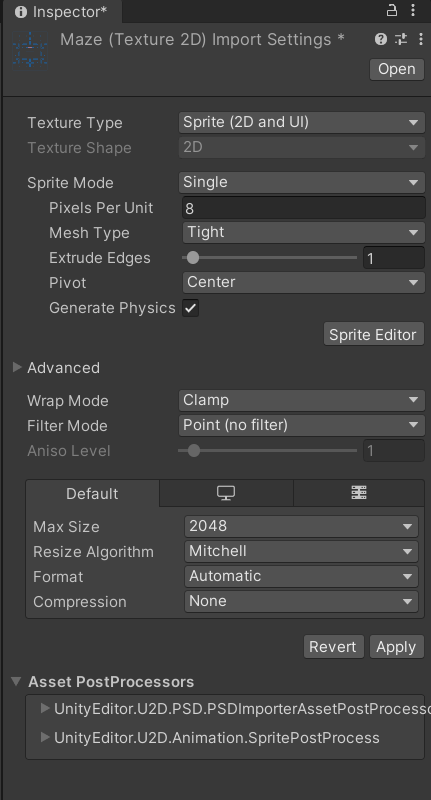 Inspector*
Maze (Texture 2D) Import Settings *
Open
Texture Type Sprite (2D and UI)
Texture Shape 2D
Sprite Mode Single
Pixels Per Unit 8
Mesh Type Tight
Extrude Edges 1
Pivot Center
Generate Physics
Sprite Editor
Advanced
Wrap Mode Clamp
Filter Mode Point (no filter)
Aniso Level 1
Default
Max Size 2048
Resize Algorithm Mitchell
Format Automatic
Compression None
Revert Apply
Asset PostProcessors
UnityEditor.U2D.PSD.PSDImporterAssetPostProcesso
UnityEditor.U2D.Animation.SpritePostProcess